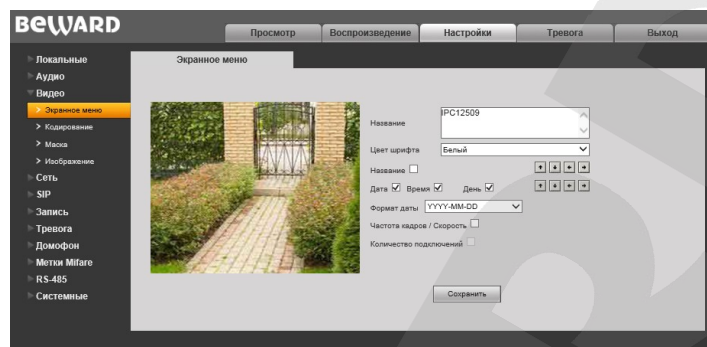 BEWARD
Просмотр Воспроизведение Настройки Тревога Выход
Локальные
Аудио
Видео
> Экранное меню
> Кодирование
> Маска
> Изображение
Сеть
SIP
Запись
Тревога
Домофон
Метки Mifare
RS-485
Системные
Экранное меню
Название IPC12509
Цвет шрифта Белый
Название
Дата Время День
Формат даты YYYY-MM-DD
Частота кадров / Скорость
Количество подключений
Сохранить